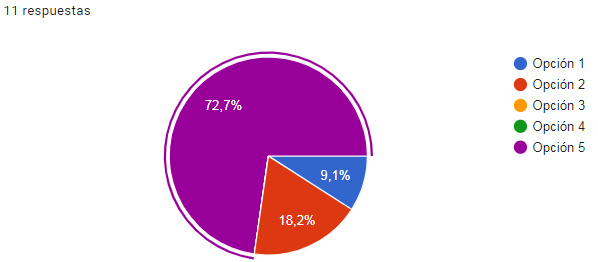 11 respuestas
72,7%
9,1%
18,2%
Opción 1
Opción 2
Opción 3
Opción 4
Opción 5